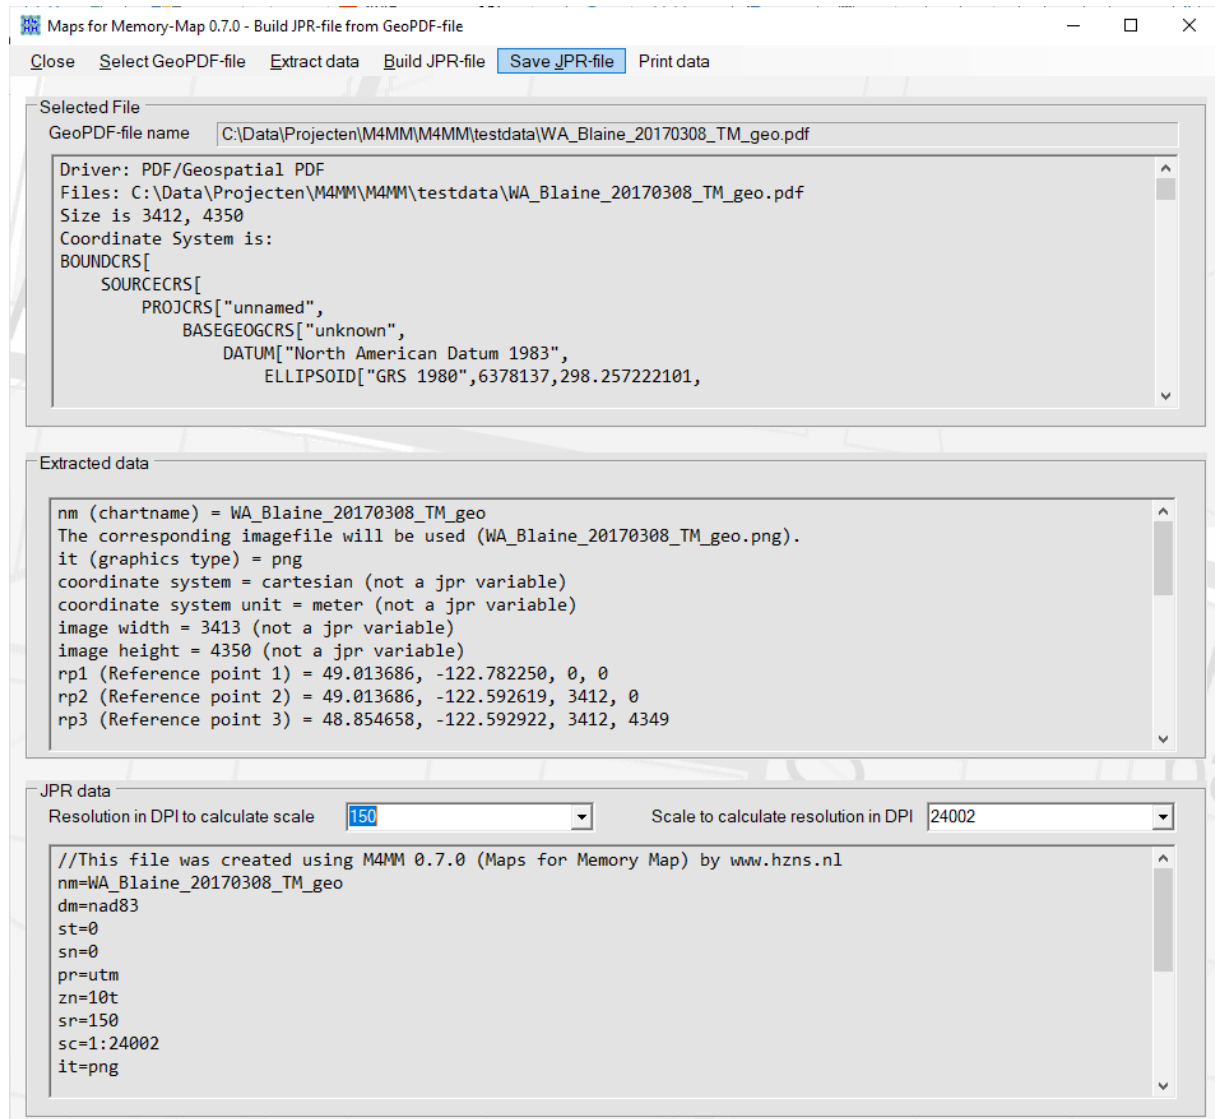 Maps for Memory-Map 0.7.0 - Build JPR-file from GeoPDF-file
Close Select GeoPDF-file Extract data Build JPR-file Save JPR-file Print data
Selected File
GeoPDF-file name C:\Data\Projecten\M4MM\M4MM\testdata\WA_Blaine_20170308_TM_geo.pdf
Driver: PDF/Geospatial PDF
Files: C:\Data\Projecten\M4MM\M4MM\testdata\WA_Blaine_20170308_TM_geo.pdf
Size is 3412, 4350
Coordinate System is:
BOUNDCRS[
    SOURCECRS[
        PROJCRS["unnamed",
            BASEGEOGCRS["unknown",
                DATUM["North American Datum 1983",
                    ELLIPSOID["GRS 1980",6378137,298.257222101,
Extracted data
nm (chartname) = WA_Blaine_20170308_TM_geo
The corresponding imagefile will be used (WA_Blaine_20170308_TM_geo.png).
it (graphics type) = png
coordinate system = cartesian (not a jpr variable)
coordinate system unit = meter (not a jpr variable)
image width = 3413 (not a jpr variable)
image height = 4350 (not a jpr variable)
rp1 (Reference point 1) = 49.013686, -122.782250, 0, 0
rp2 (Reference point 2) = 49.013686, -122.592619, 3412, 0
rp3 (Reference point 3) = 48.854658, -122.592922, 3412, 4349
JPR data
Resolution in DPI to calculate scale 150 Scale to calculate resolution in DPI 24002
//This file was created using M4MM 0.7.0 (Maps for Memory Map) by www.hzns.nl
nm=WA_Blaine_20170308_TM_geo
dm=nad83
st=0
sn=0
pr=utm
zn=10t
sr=150
sc=1:24002
it=png